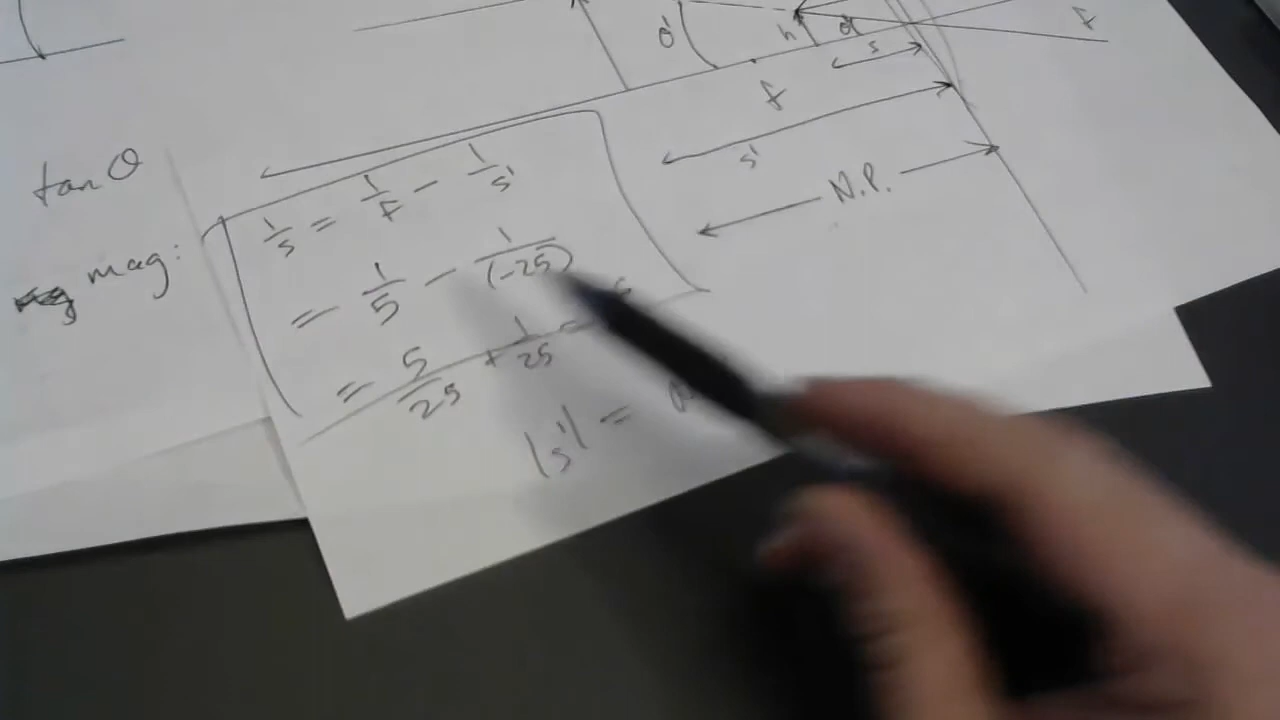 θ' h θ f
s
f
s'
N.P.
tan θ
mag:
1/s = 1/f - 1/s'
= 1/5 - 1/(-25)
= 5/25 + 1/25 =
|s'| =